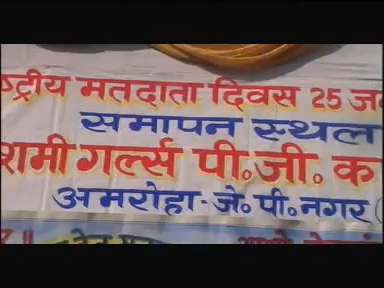 ष्ट्रीय मतदाता दिवस 25 ज
समापन स्थल
शमी गर्ल्स पी.जी. क
अमरोहा-जे.पी.नगर (